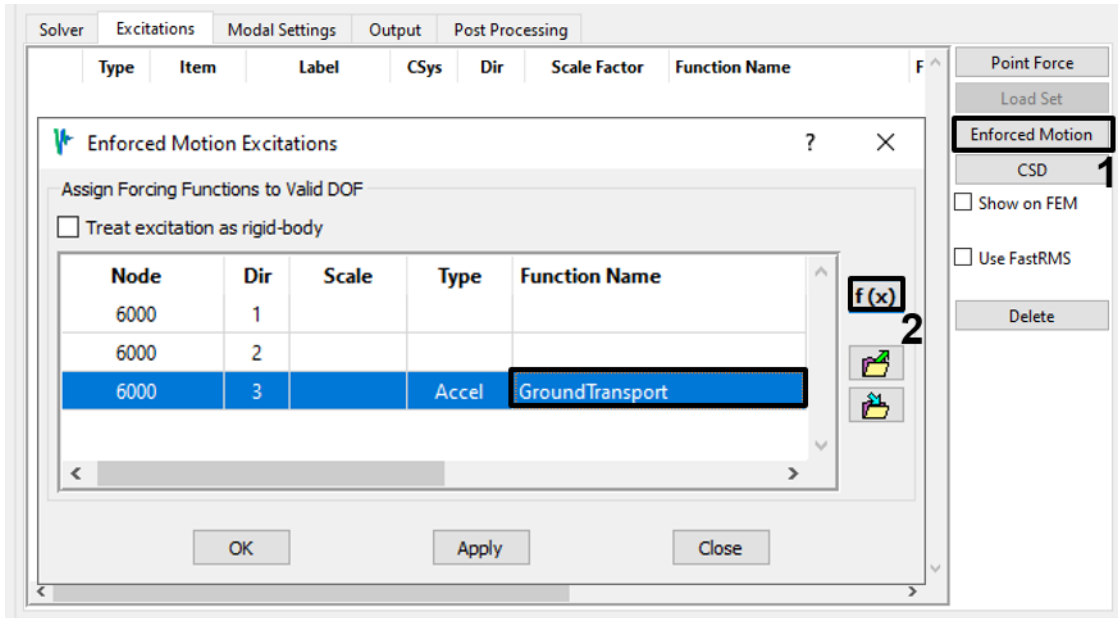 Solver Excitations Modal Settings Output Post Processing
Type Item Label CSys Dir Scale Factor Function Name F
Point Force
Load Set
Enforced Motion
1
CSD
Show on FEM
Use FastRMS
Delete
Enforced Motion Excitations ?
Assign Forcing Functions to Valid DOF
Treat excitation as rigid-body
Node Dir Scale Type Function Name
6000 1
6000 2
6000 3 Accel GroundTransport
f (x)
2
OK Apply Close